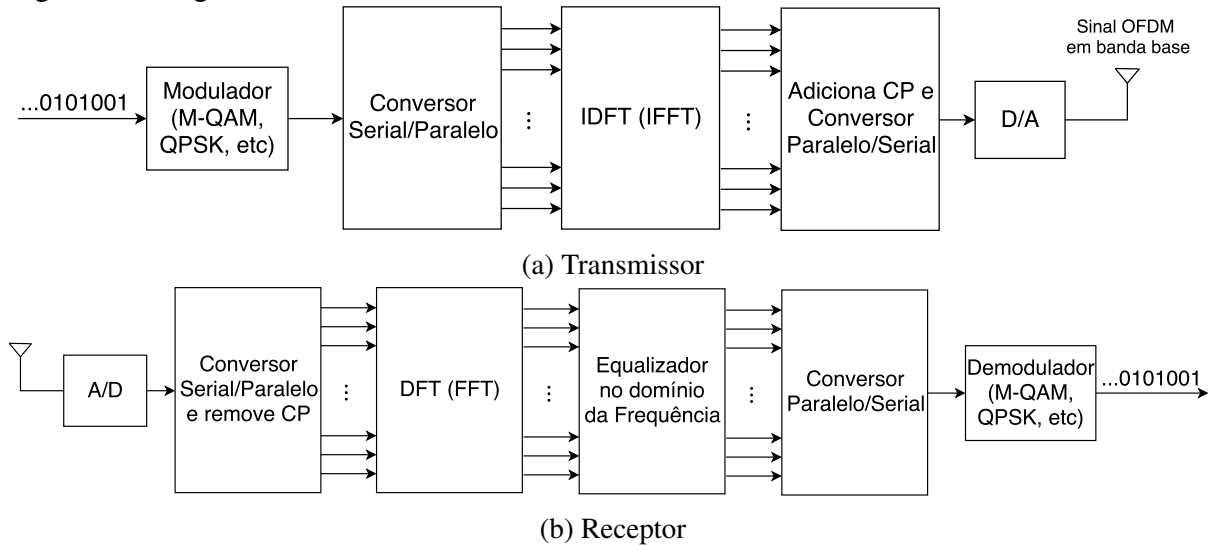 Sinal OFDM
em banda base
...0101001
Modulador
(M-QAM,
QPSK, etc)
Conversor
Serial/Paralelo
...
IDFT (IFFT)
...
Adiciona CP e
Conversor
Paralelo/Serial
D/A
(a) Transmissor
A/D
Conversor
Serial/Paralelo
e remove CP
...
DFT (FFT)
...
Equalizador
no domínio
da Frequência
...
Conversor
Paralelo/Serial
Demodulador
(M-QAM,
QPSK, etc)
...0101001
(b) Receptor